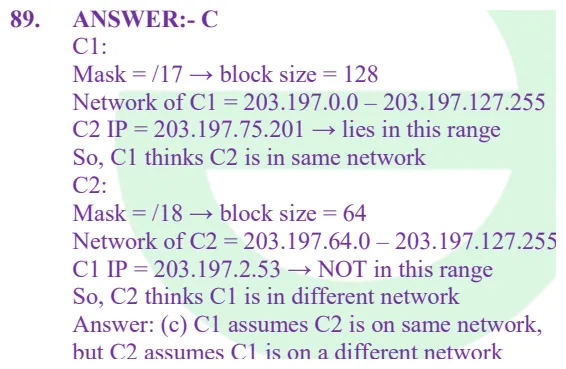 89. ANSWER:- C
C1:
Mask = /17 → block size = 128
Network of C1 = 203.197.0.0 – 203.197.127.255
C2 IP = 203.197.75.201 → lies in this range
So, C1 thinks C2 is in same network
C2:
Mask = /18 → block size = 64
Network of C2 = 203.197.64.0 – 203.197.127.255
C1 IP = 203.197.2.53 → NOT in this range
So, C2 thinks C1 is in different network
Answer: (c) C1 assumes C2 is on same network,
but C2 assumes C1 is on a different network